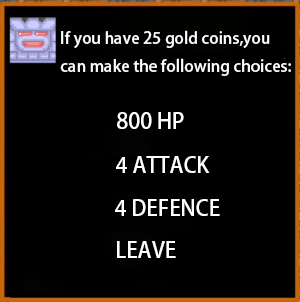 If you have 25 gold coins,you
can make the following choices:
800 HP
4 ATTACK
4 DEFENCE
LEAVE